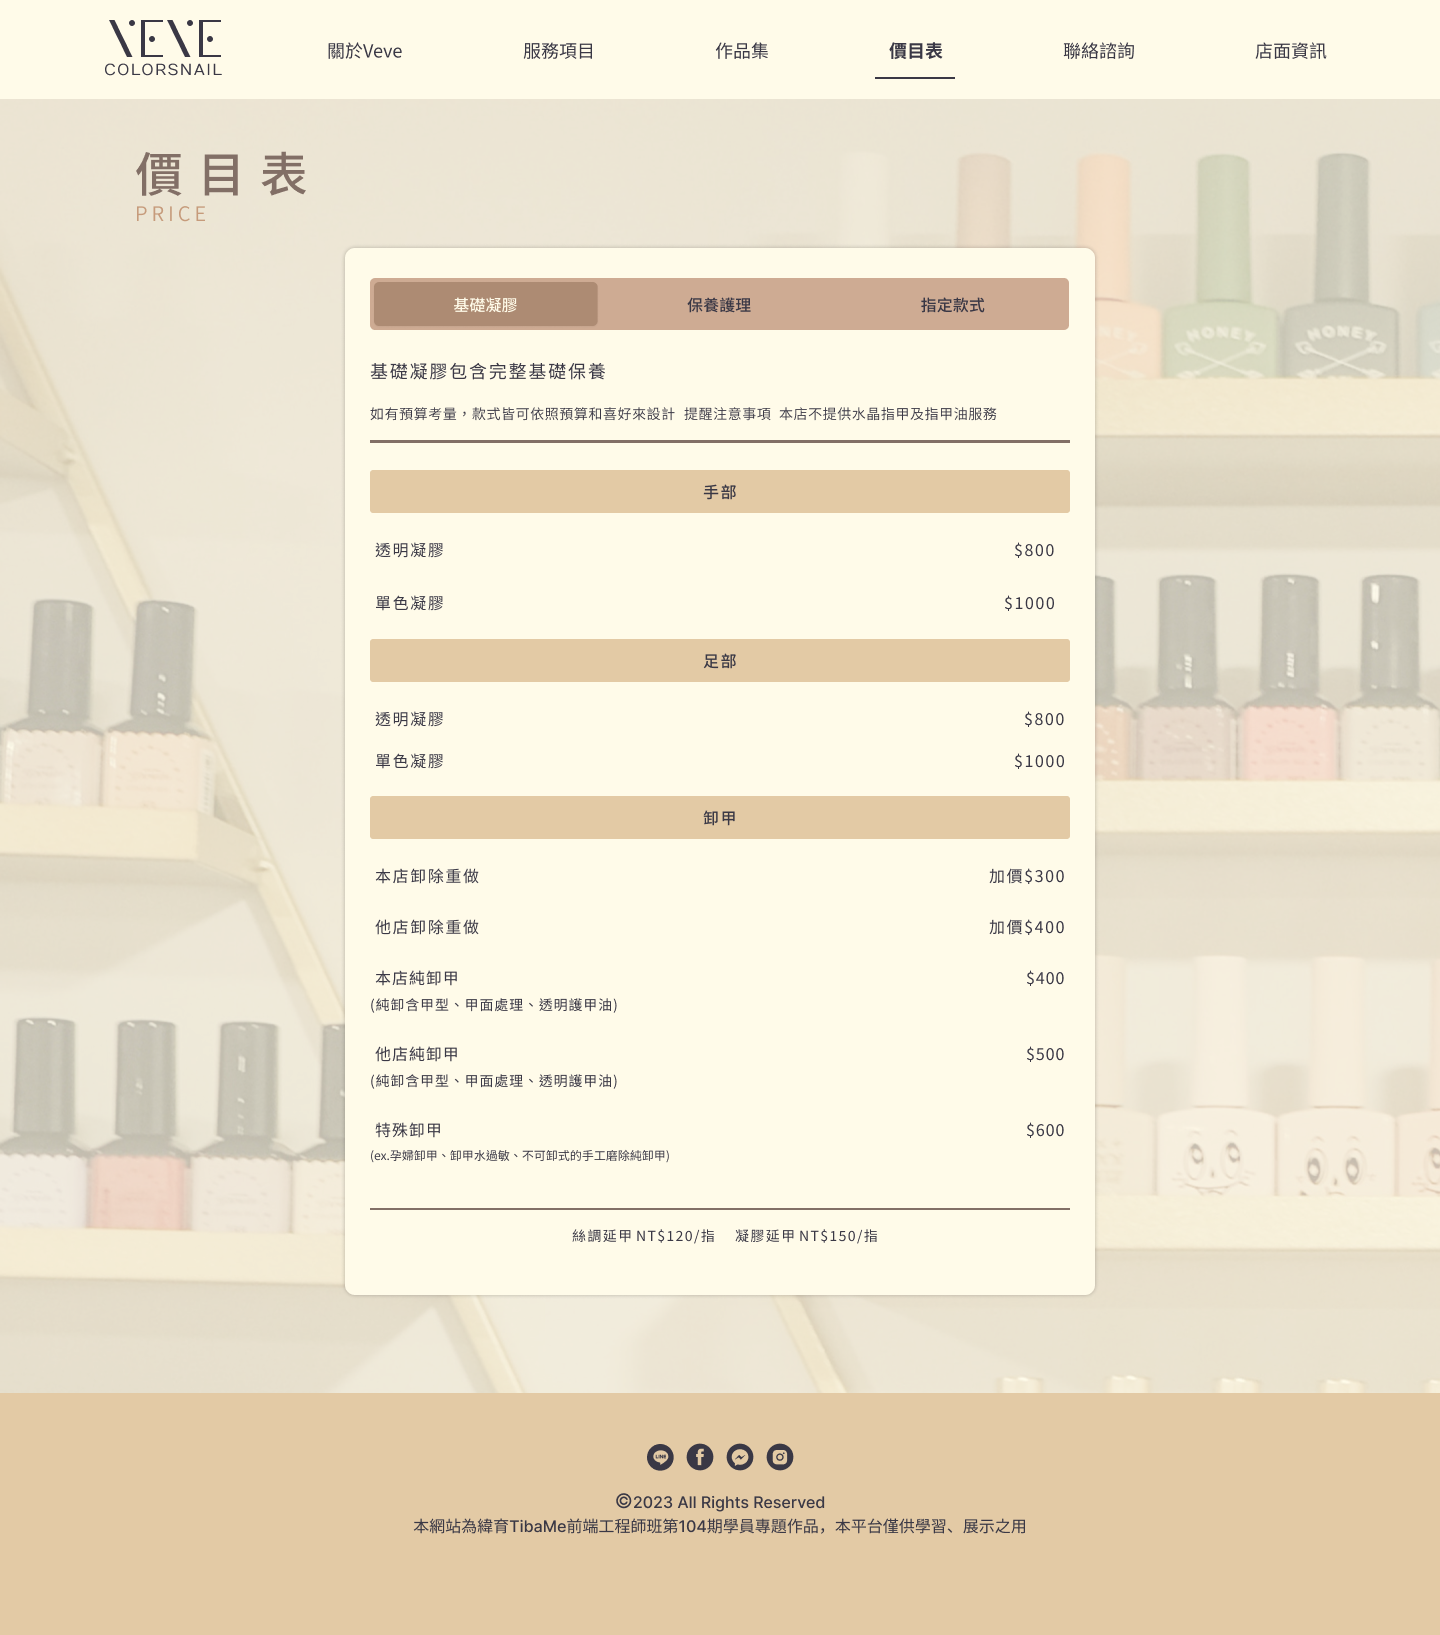 VEVE
COLORSNAIL
關於Veve
服務項目
作品集
價目表
聯絡諮詢
店面資訊
價目表
PRICE
基礎凝膠
保養護理
指定款式
基礎凝膠包含完整基礎保養
如有預算考量，款式皆可依照預算和喜好來設計 提醒注意事項 本店不提供水晶指甲及指甲油服務
手部
透明凝膠 $800
單色凝膠 $1000
足部
透明凝膠 $800
單色凝膠 $1000
卸甲
本店卸除重做 加價$300
他店卸除重做 加價$400
本店純卸甲 $400
(純卸含甲型、甲面處理、透明護甲油)
他店純卸甲 $500
(純卸含甲型、甲面處理、透明護甲油)
特殊卸甲 $600
(ex.孕婦卸甲、卸甲水過敏、不可卸式的手工磨除純卸甲)
絲調延甲 NT$120/指 凝膠延甲 NT$150/指
HONEY
HONEY
LINE
©2023 All Rights Reserved
本網站為緯育TibaMe前端工程師班第104期學員專題作品，本平台僅供學習、展示之用